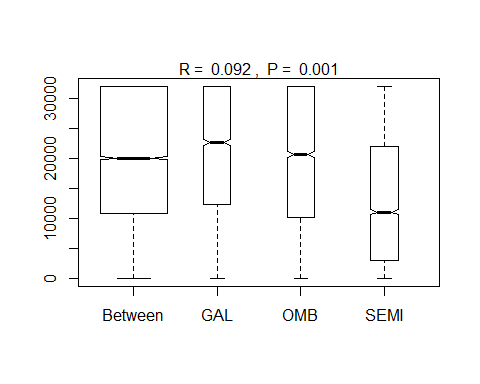 R = 0.092 , P = 0.001
30000
20000
10000
0
Between GAL OMB SEMI